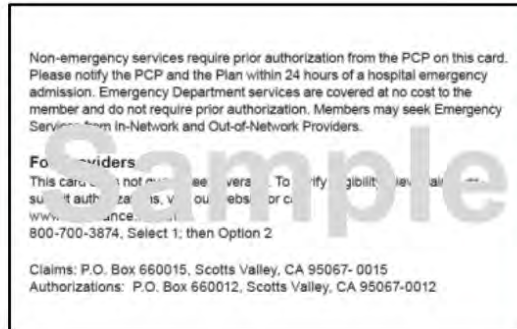 Non-emergency services require prior authorization from the PCP on this card.
Please notify the PCP and the Plan within 24 hours of a hospital emergency
admission. Emergency Department services are covered at no cost to the
member and do not require prior authorization. Members may seek Emergency
Services from In-Network and Out-of-Network Providers.
For Providers
This card not To
800-700-3874, Select 1; then Option 2
Claims: P.O. Box 660015, Scotts Valley, CA 95067- 0015
Authorizations: P.O. Box 660012, Scotts Valley, CA 95067-0012
Sample